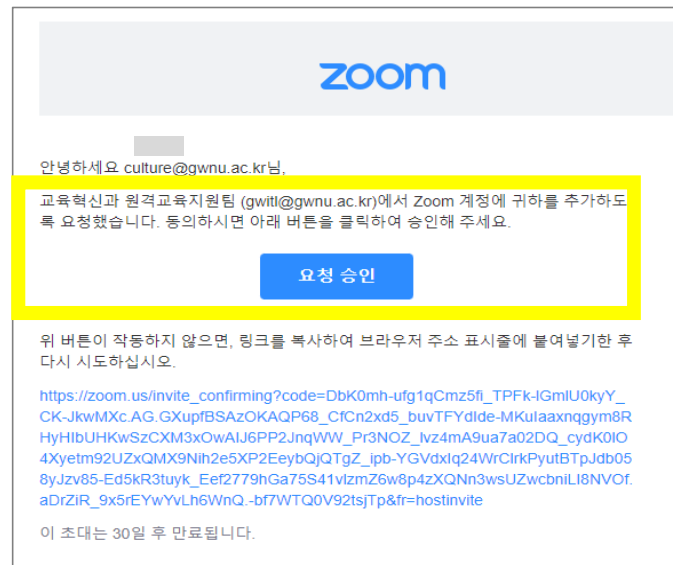 zoom
안녕하세요 culture@gwnu.ac.kr님,
교육혁신과 원격교육지원팀 (gwitl@gwnu.ac.kr)에서 Zoom 계정에 귀하를 추가하도
록 요청했습니다. 동의하시면 아래 버튼을 클릭하여 승인해 주세요.
요청 승인
위 버튼이 작동하지 않으면, 링크를 복사하여 브라우저 주소 표시줄에 붙여넣기한 후
다시 시도하십시오.
https://zoom.us/invite_confirming?code=DbK0mh-ufg1qCmz5fi_TPFk-lGmlU0kyY_
CK-JkwMXc.AG.GXupfBSAzOKAQP68_CfCn2xd5_buvTFYdIde-MKuIaaxnqgym8R
HyHIbUHKwSzCXM3xOwAIJ6PP2JnqWW_Pr3NOZ_lvz4mA9ua7a02DQ_cydK0IO
4Xyetm92UZxQMX9Nih2e5XP2EeybQjQTgZ_ipb-YGVdxIq24WrCIrkPyutBTpJdb05
8yJzv85-Ed5kR3tuyk_Eef2779hGa75S41vlzmZ6w8p4zXQNn3wsUZwcbniLI8NVOf.
aDrZiR_9x5rEYwYvLh6WnQ.-bf7WTQ0V92tsjTp&fr=hostinvite
이 초대는 30일 후 만료됩니다.